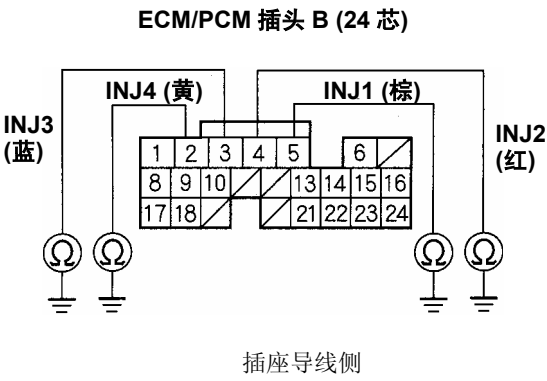 ECM/PCM 插头 B (24 芯)
INJ4 (黄)
INJ1 (棕)
INJ3
(蓝)
INJ2
(红)
1 2 3 4 5 6
8 9 10 13 14 15 16
17 18 21 22 23 24
Ω Ω Ω Ω
插座导线侧